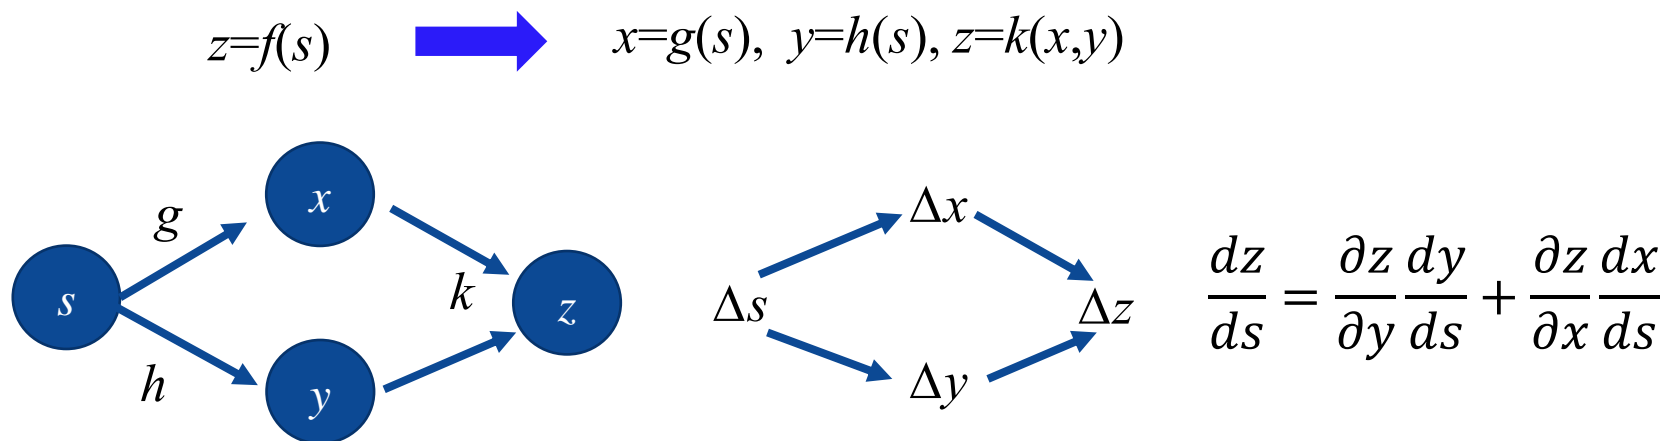 z=f(s) x=g(s), y=h(s), z=k(x,y)
g
x
s
k
z
h
y
Δx
Δs
Δz
Δy
dz/ds = ∂z/∂y dy/ds + ∂z/∂x dx/ds